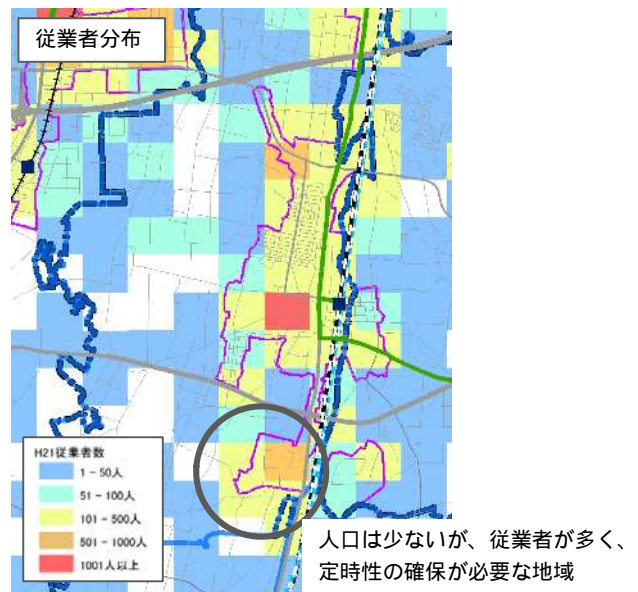 従業者分布
H21従業者数
1 - 50人
51 - 100人
101 - 500人
501 - 1000人
1001人以上
人口は少ないが、従業者が多く、
定時性の確保が必要な地域